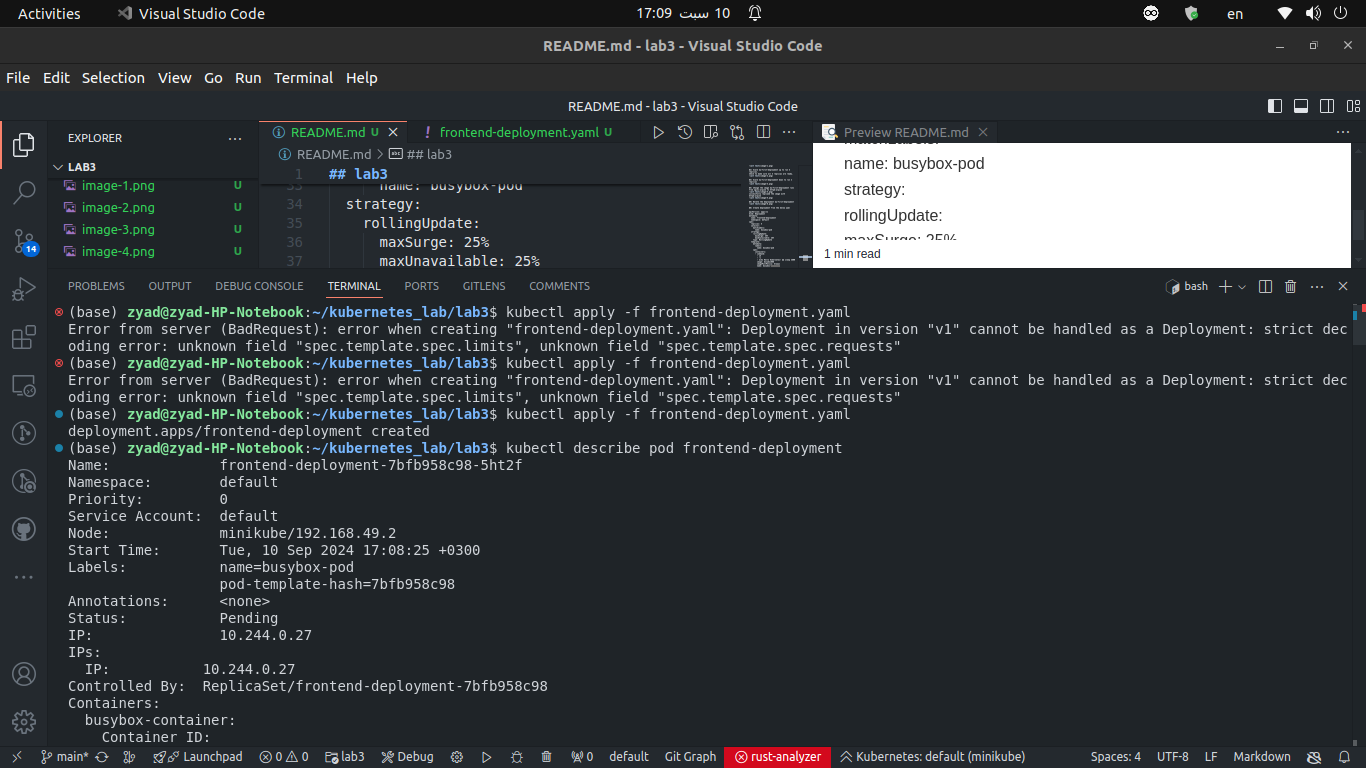 Activities
Visual Studio Code
10 سبت 17:09
en
README.md - lab3 - Visual Studio Code
File Edit Selection View Go Run Terminal Help
README.md - lab3 - Visual Studio Code
EXPLORER
README.md U
frontend-deployment.yaml U
Preview README.md
README.md > ## lab3
LAB3
image-1.png U
image-2.png U
image-3.png U
image-4.png U
1 ## lab3
33 name: busybox-pod
34 strategy:
35 rollingUpdate:
36 maxSurge: 25%
37 maxUnavailable: 25%
matchLabels:
name: busybox-pod
strategy:
rollingUpdate:
maxSurge: 25%
1 min read
14
PROBLEMS OUTPUT DEBUG CONSOLE TERMINAL PORTS GITLENS COMMENTS
bash
(base) zyad@zyad-HP-Notebook:~/kubernetes_lab/lab3$ kubectl apply -f frontend-deployment.yaml
Error from server (BadRequest): error when creating "frontend-deployment.yaml": Deployment in version "v1" cannot be handled as a Deployment: strict dec
oding error: unknown field "spec.template.spec.limits", unknown field "spec.template.spec.requests"
(base) zyad@zyad-HP-Notebook:~/kubernetes_lab/lab3$ kubectl apply -f frontend-deployment.yaml
Error from server (BadRequest): error when creating "frontend-deployment.yaml": Deployment in version "v1" cannot be handled as a Deployment: strict dec
oding error: unknown field "spec.template.spec.limits", unknown field "spec.template.spec.requests"
(base) zyad@zyad-HP-Notebook:~/kubernetes_lab/lab3$ kubectl apply -f frontend-deployment.yaml
deployment.apps/frontend-deployment created
(base) zyad@zyad-HP-Notebook:~/kubernetes_lab/lab3$ kubectl describe pod frontend-deployment
Name: frontend-deployment-7bfb958c98-5ht2f
Namespace: default
Priority: 0
Service Account: default
Node: minikube/192.168.49.2
Start Time: Tue, 10 Sep 2024 17:08:25 +0300
Labels: name=busybox-pod
pod-template-hash=7bfb958c98
Annotations: <none>
Status: Pending
IP: 10.244.0.27
IPs:
IP: 10.244.0.27
Controlled By: ReplicaSet/frontend-deployment-7bfb958c98
Containers:
busybox-container:
Container ID:
main* Launchpad 0 0 lab3 Debug 0 default Git Graph rust-analyzer Kubernetes: default (minikube) Spaces: 4 UTF-8 LF Markdown